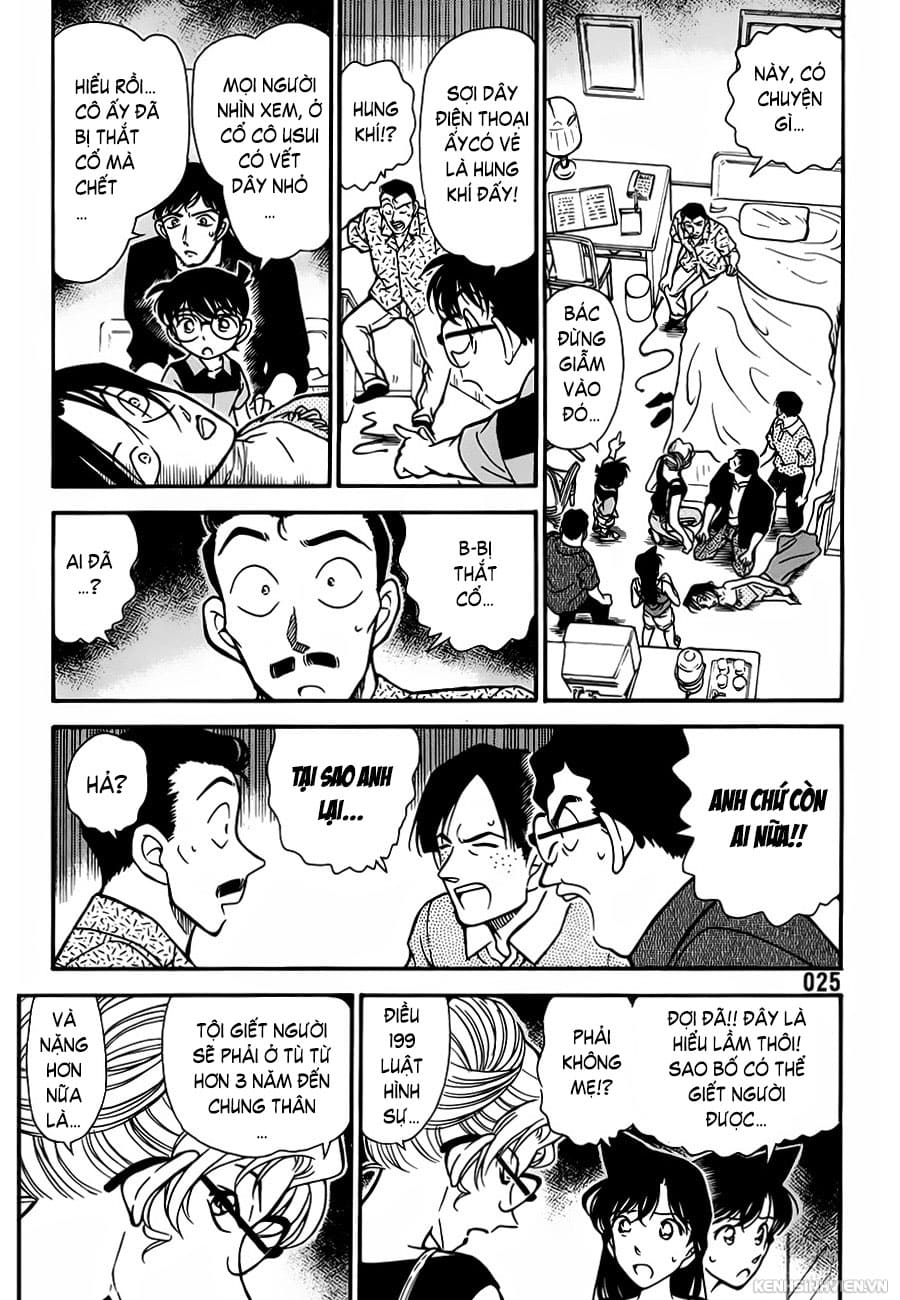 NÀY, CÓ
CHUYỆN
GÌ...
BÁC
ĐỪNG
GIẪM
VÀO
ĐÓ...
SỢI DÂY
ĐIỆN THOẠI
ẤYCÓ VẺ
LÀ HUNG
KHÍ ĐẤY!
HUNG
KHÍ!?
MỌI NGƯỜI
NHÌN XEM, Ở
CỔ CÔ USUI
CÓ VẾT
DÂY NHỎ
...
HIỂU RỒI...
CÔ ẤY ĐÃ
BỊ THẮT
CỔ MÀ
CHẾT
...
B-BỊ
THẮT
CỔ...
AI ĐÃ
...?
ANH CHỨ CÒN
AI NỮA!!
TẠI SAO ANH
LẠI...
HẢ?
025
ĐỢI ĐÃ!! ĐÂY LÀ
HIỂU LẦM THÔI!
SAO BỐ CÓ THỂ
GIẾT NGƯỜI
ĐƯỢC...
PHẢI
KHÔNG
MẸ!?
ĐIỀU
199
LUẬT
HÌNH
SỰ...
TỘI GIẾT NGƯỜI
SẼ PHẢI Ở TÙ TỪ
HƠN 3 NĂM ĐẾN
CHUNG THÂN
...
VÀ
NẶNG
HƠN
NỮA
LÀ...
KENHSINHVIEN.VN